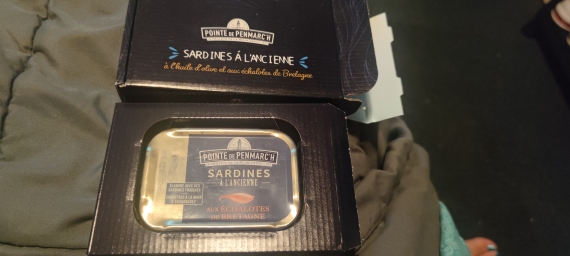 POINTE DE PENMARC'H
SARDINES Á L'ANCIENNE
à l'huile d'olive et aux échalotes de Bretagne
POINTE DE PENMARC'H
SARDINES
À L'ANCIENNE
AUX ÉCHALOTES
DE BRETAGNE